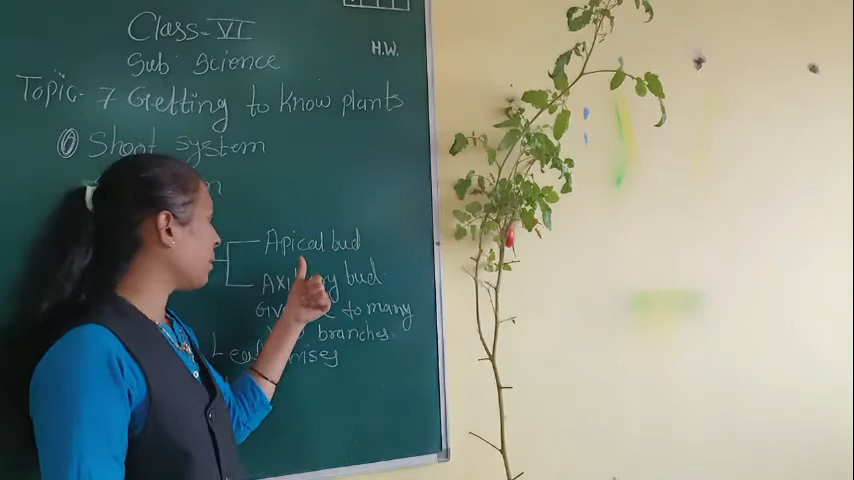 Class - VI
Sub Science
H.W.
Topic - 7 Getting to Know plants
① Shoot system
Apical bud
bud
to many
branches.